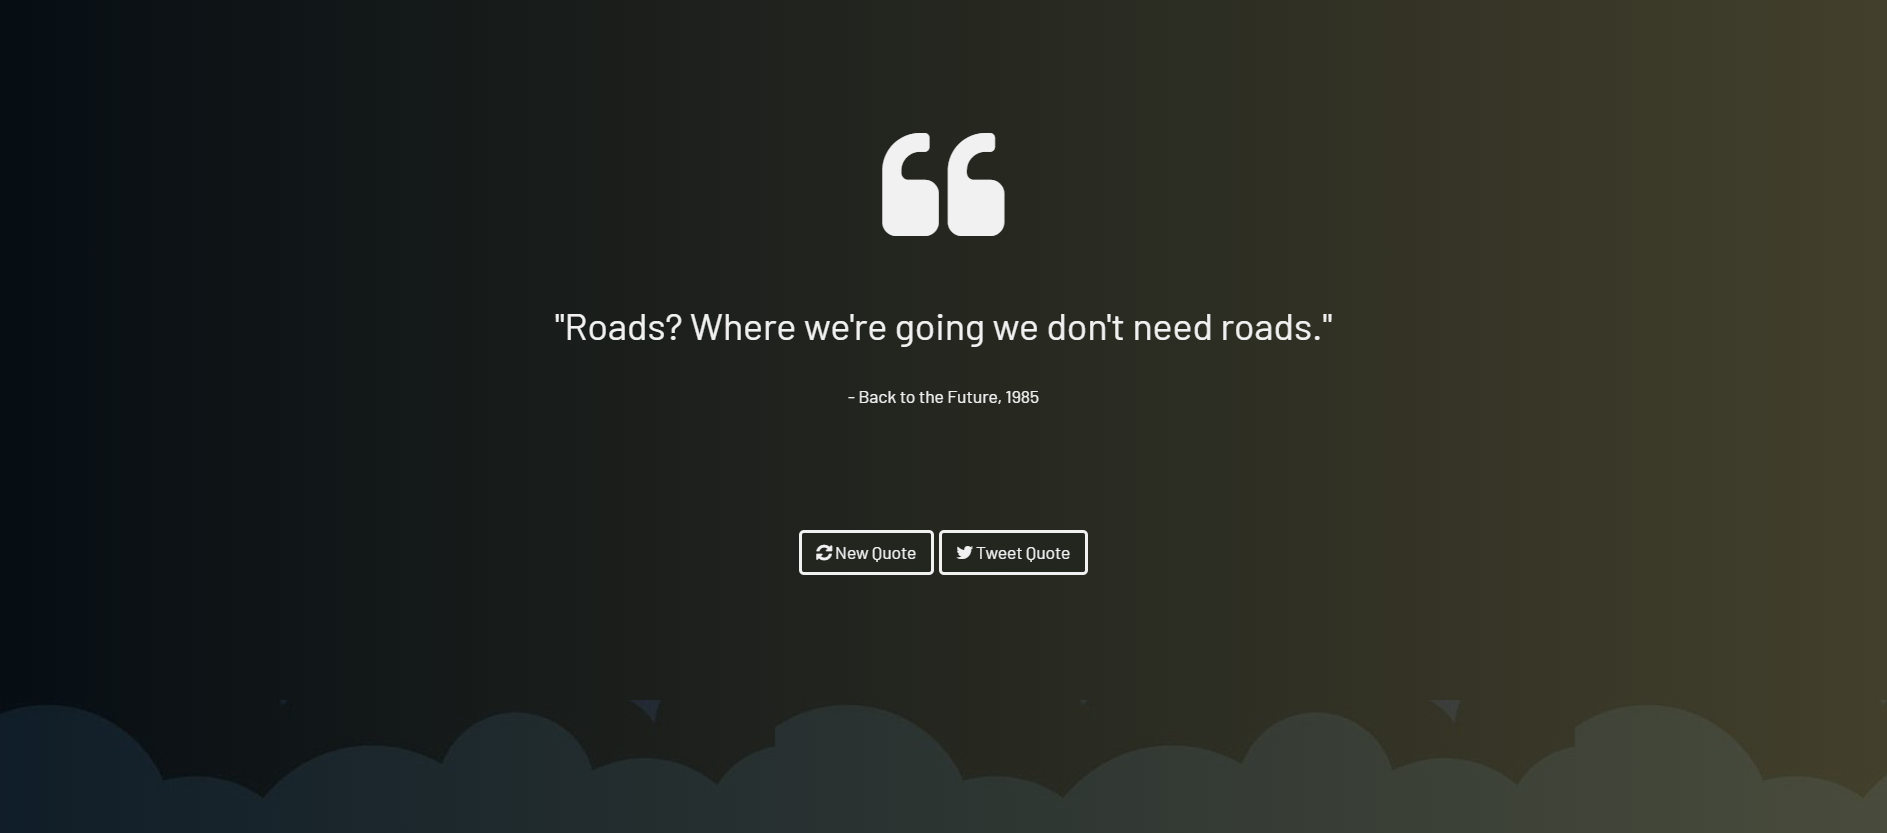 "Roads? Where we're going we don't need roads."
- Back to the Future, 1985
New Quote Tweet Quote